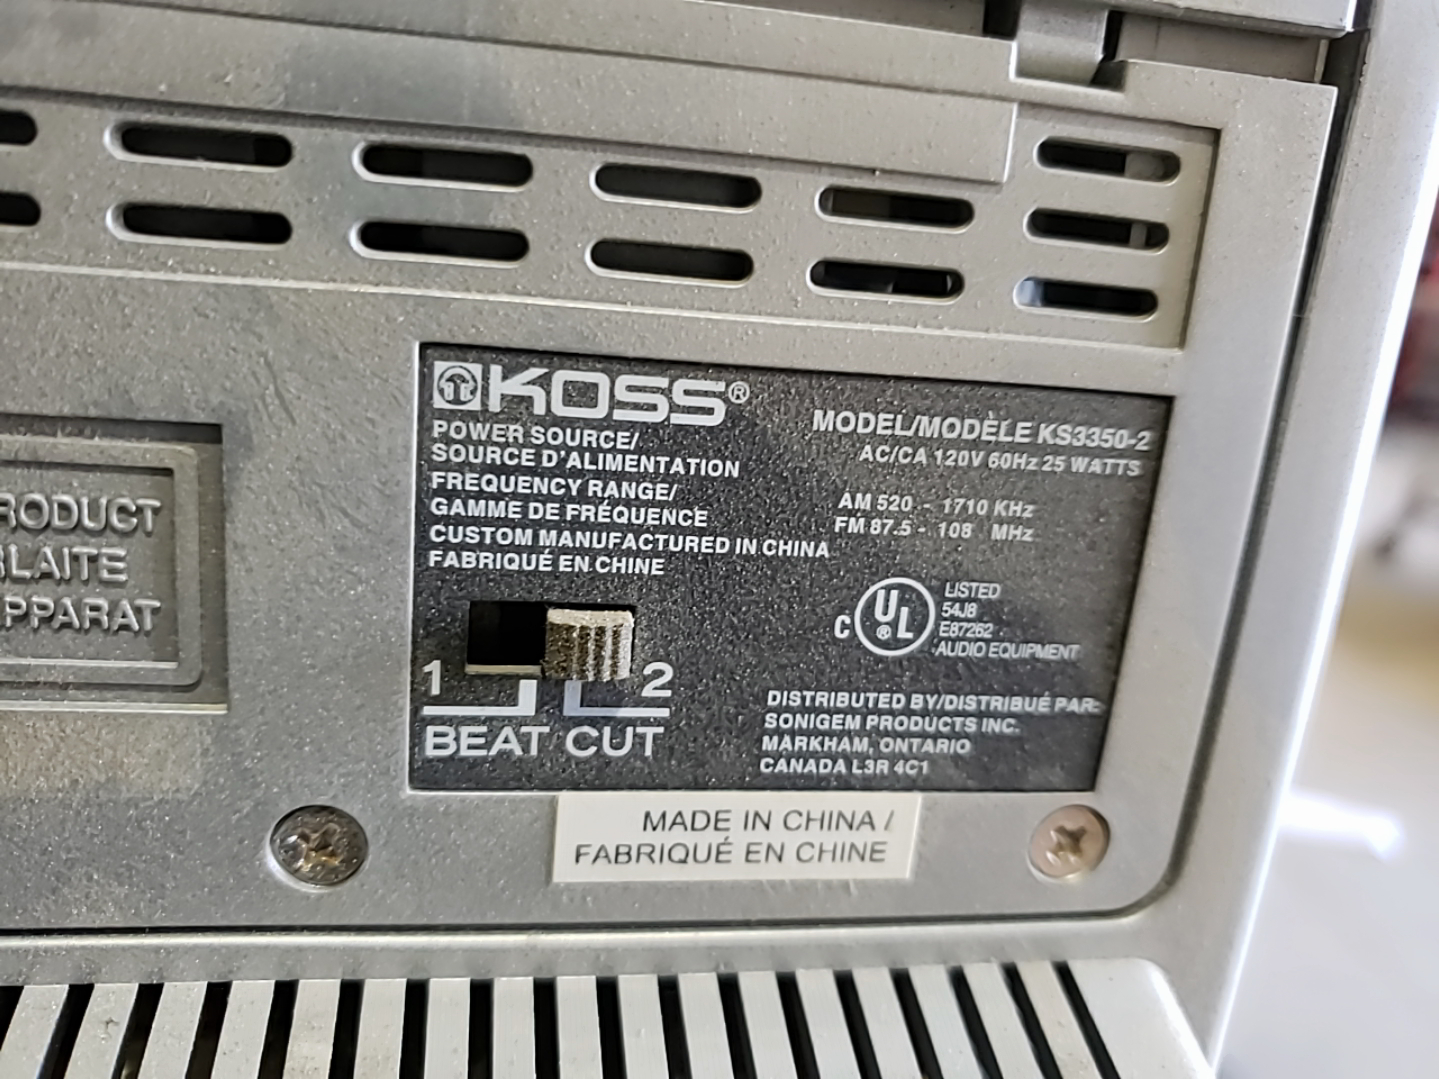 RODUCT
LAITE
PPARAT
KOSS®
POWER SOURCE/
SOURCE D'ALIMENTATION
FREQUENCY RANGE/
GAMME DE FRÉQUENCE
CUSTOM MANUFACTURED IN CHINA
FABRIQUÉ EN CHINE
MODEL/MODÈLE KS3350-2
AC/CA 120V 60Hz 25 WATTS
AM 520 - 1710 KHz
FM 87.5 - 108 MHz
C UL ®
LISTED
54J8
E87262
AUDIO EQUIPMENT
1 2
BEAT CUT
DISTRIBUTED BY/DISTRIBUÉ PAR:
SONIGEM PRODUCTS INC.
MARKHAM, ONTARIO
CANADA L3R 4C1
MADE IN CHINA /
FABRIQUÉ EN CHINE